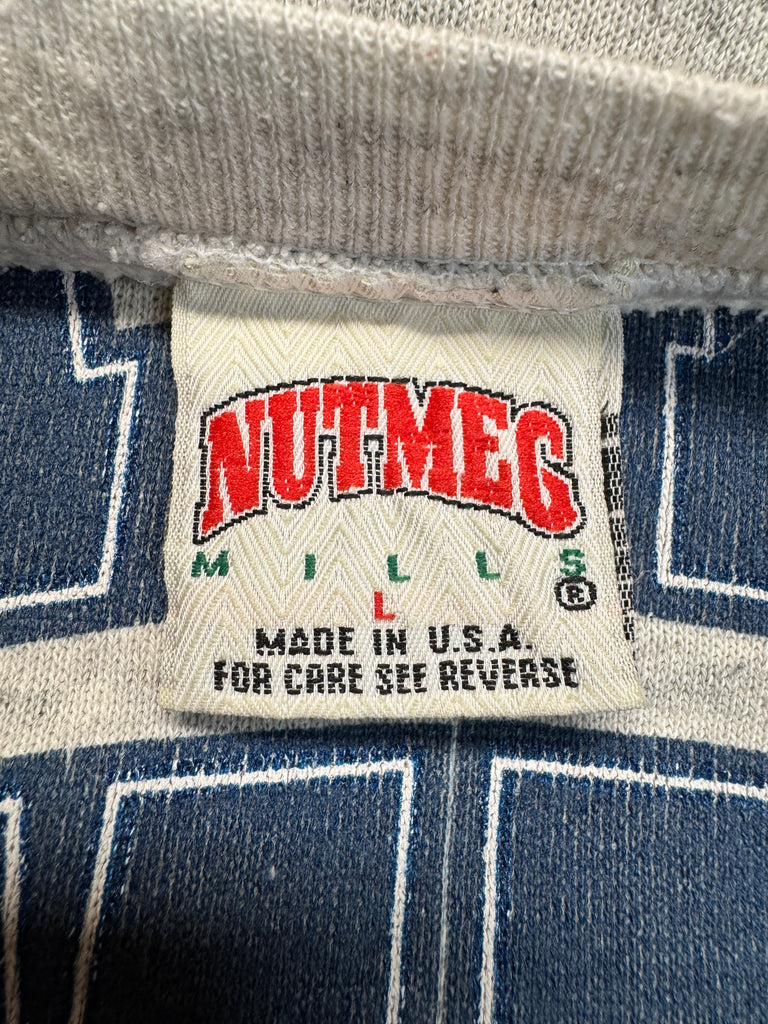 NUTMEG
MILLS
®
L
MADE IN U.S.A.
FOR CARE SEE REVERSE